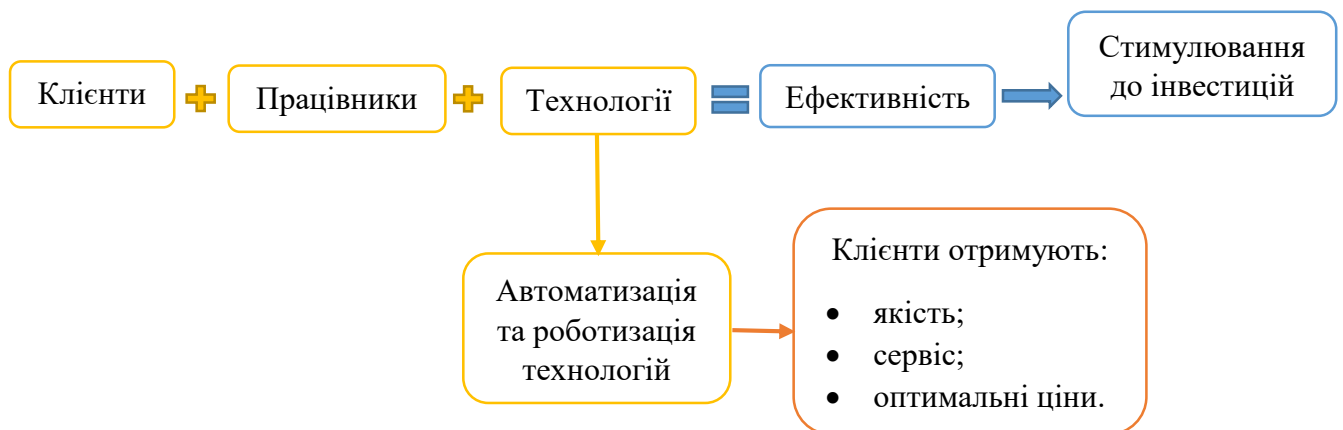 Клієнти
Працівники
Технології
Ефективність
Стимулювання
до інвестицій
Автоматизація
та роботизація
технологій
Клієнти отримують:
• якість;
• сервіс;
• оптимальні ціни.